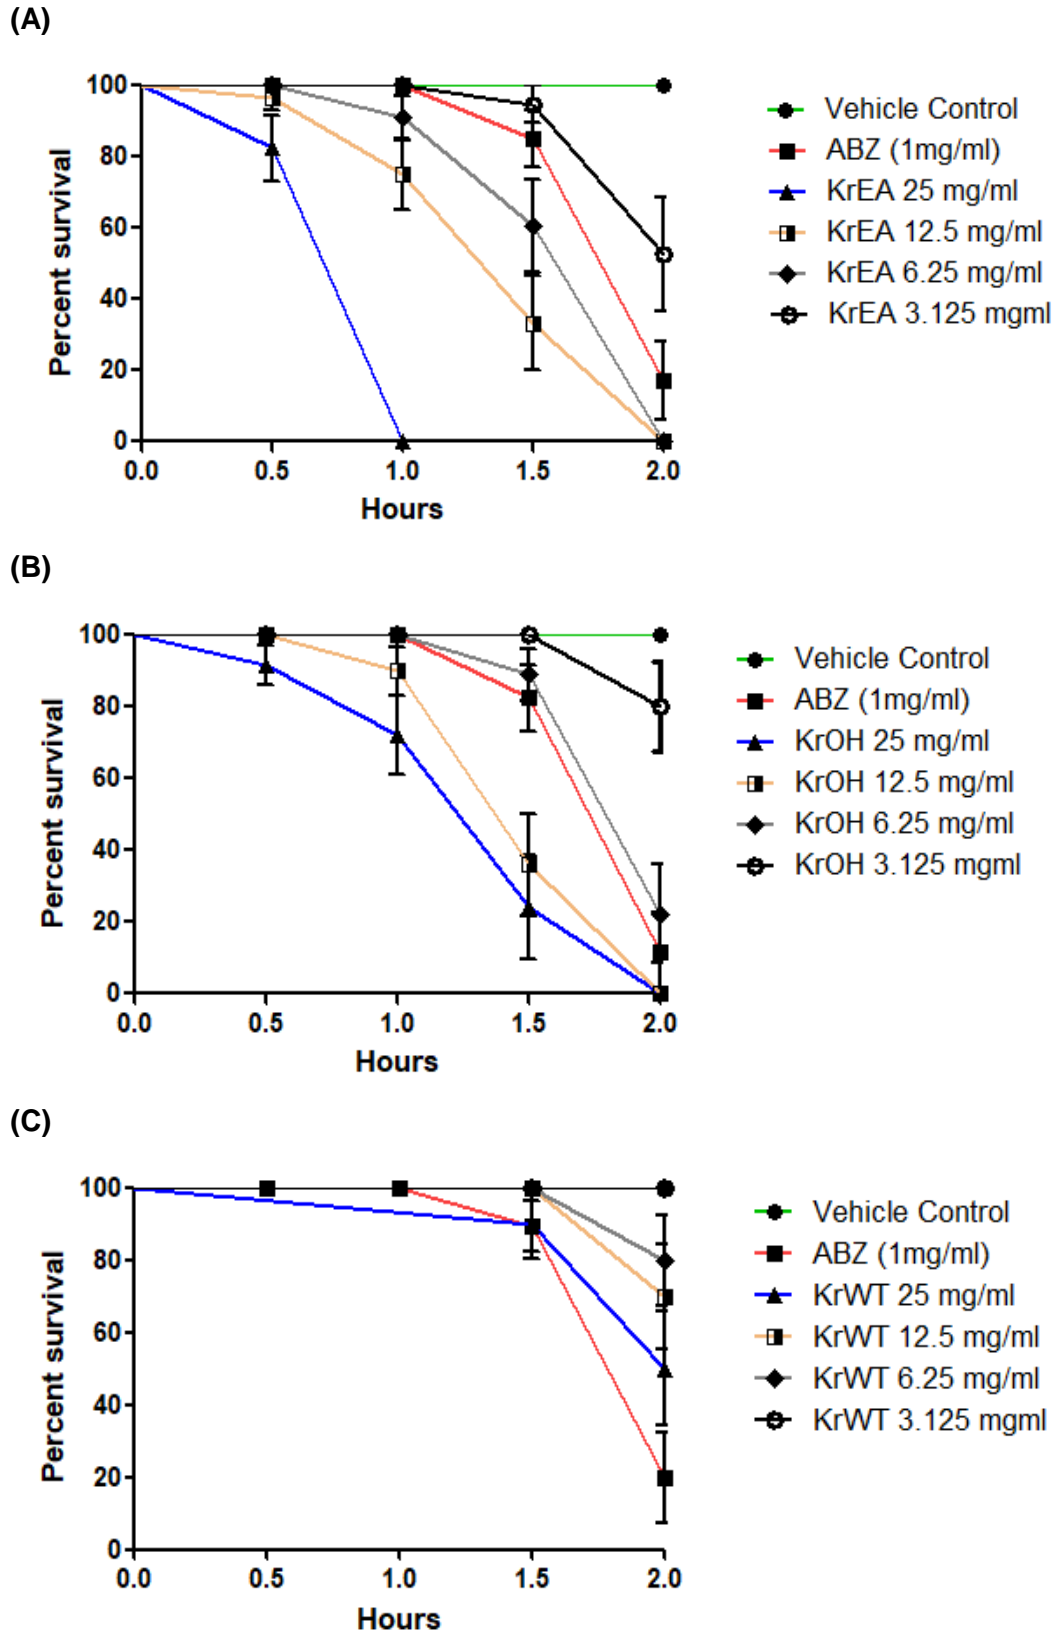 (A)
100
80
60
40
20
0
Percent survival
0.0 0.5 1.0 1.5 2.0
Hours
Vehicle Control
ABZ (1mg/ml)
KrEA 25 mg/ml
KrEA 12.5 mg/ml
KrEA 6.25 mg/ml
KrEA 3.125 mgml
(B)
100
80
60
40
20
0
Percent survival
0.0 0.5 1.0 1.5 2.0
Hours
Vehicle Control
ABZ (1mg/ml)
KrOH 25 mg/ml
KrOH 12.5 mg/ml
KrOH 6.25 mg/ml
KrOH 3.125 mgml
(C)
100
80
60
40
20
0
Percent survival
0.0 0.5 1.0 1.5 2.0
Hours
Vehicle Control
ABZ (1mg/ml)
KrWT 25 mg/ml
KrWT 12.5 mg/ml
KrWT 6.25 mg/ml
KrWT 3.125 mgml